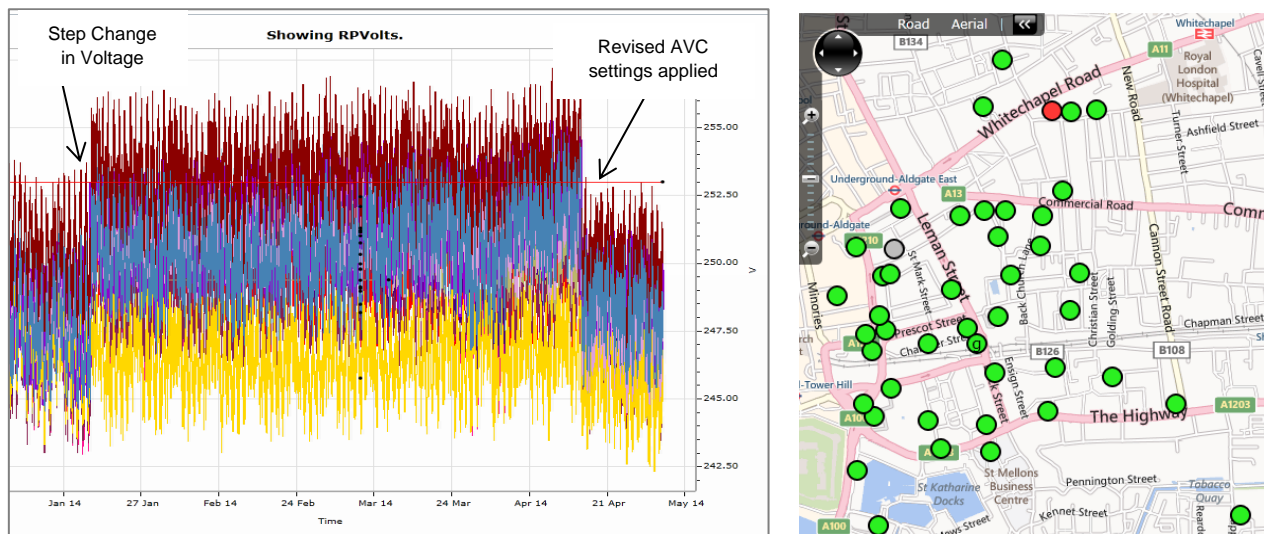 Step Change
in Voltage
Showing RPVolts.
Revised AVC
settings applied
255.00
252.50
250.00
V
247.50
245.00
242.50
Jan 14
27 Jan
Feb 14
24 Feb
Mar 14
24 Mar
Apr 14
21 Apr
May 14
Time
Road Aerial «
B134
Whitechapel
A11
Royal
London
Hospital
(Whitechapel)
Cavell Street
New Road
Turner Street
Ashfield Street
Whitechapel Road
Underground-Aldgate East
A13
Commercial Road
Comm
Leman Street
St Mark Street
Back Church Lane
Christian Street
Golding Street
Cannon Street Road
Minories
Prescot Street
Chapman Street
B126
B108
g
Ensign Street
The Highway
A1203
St Katharine
Docks
St Mellons
Business
Centre
Pennington Street
Tobacco
Quay
Kennet Street
A100